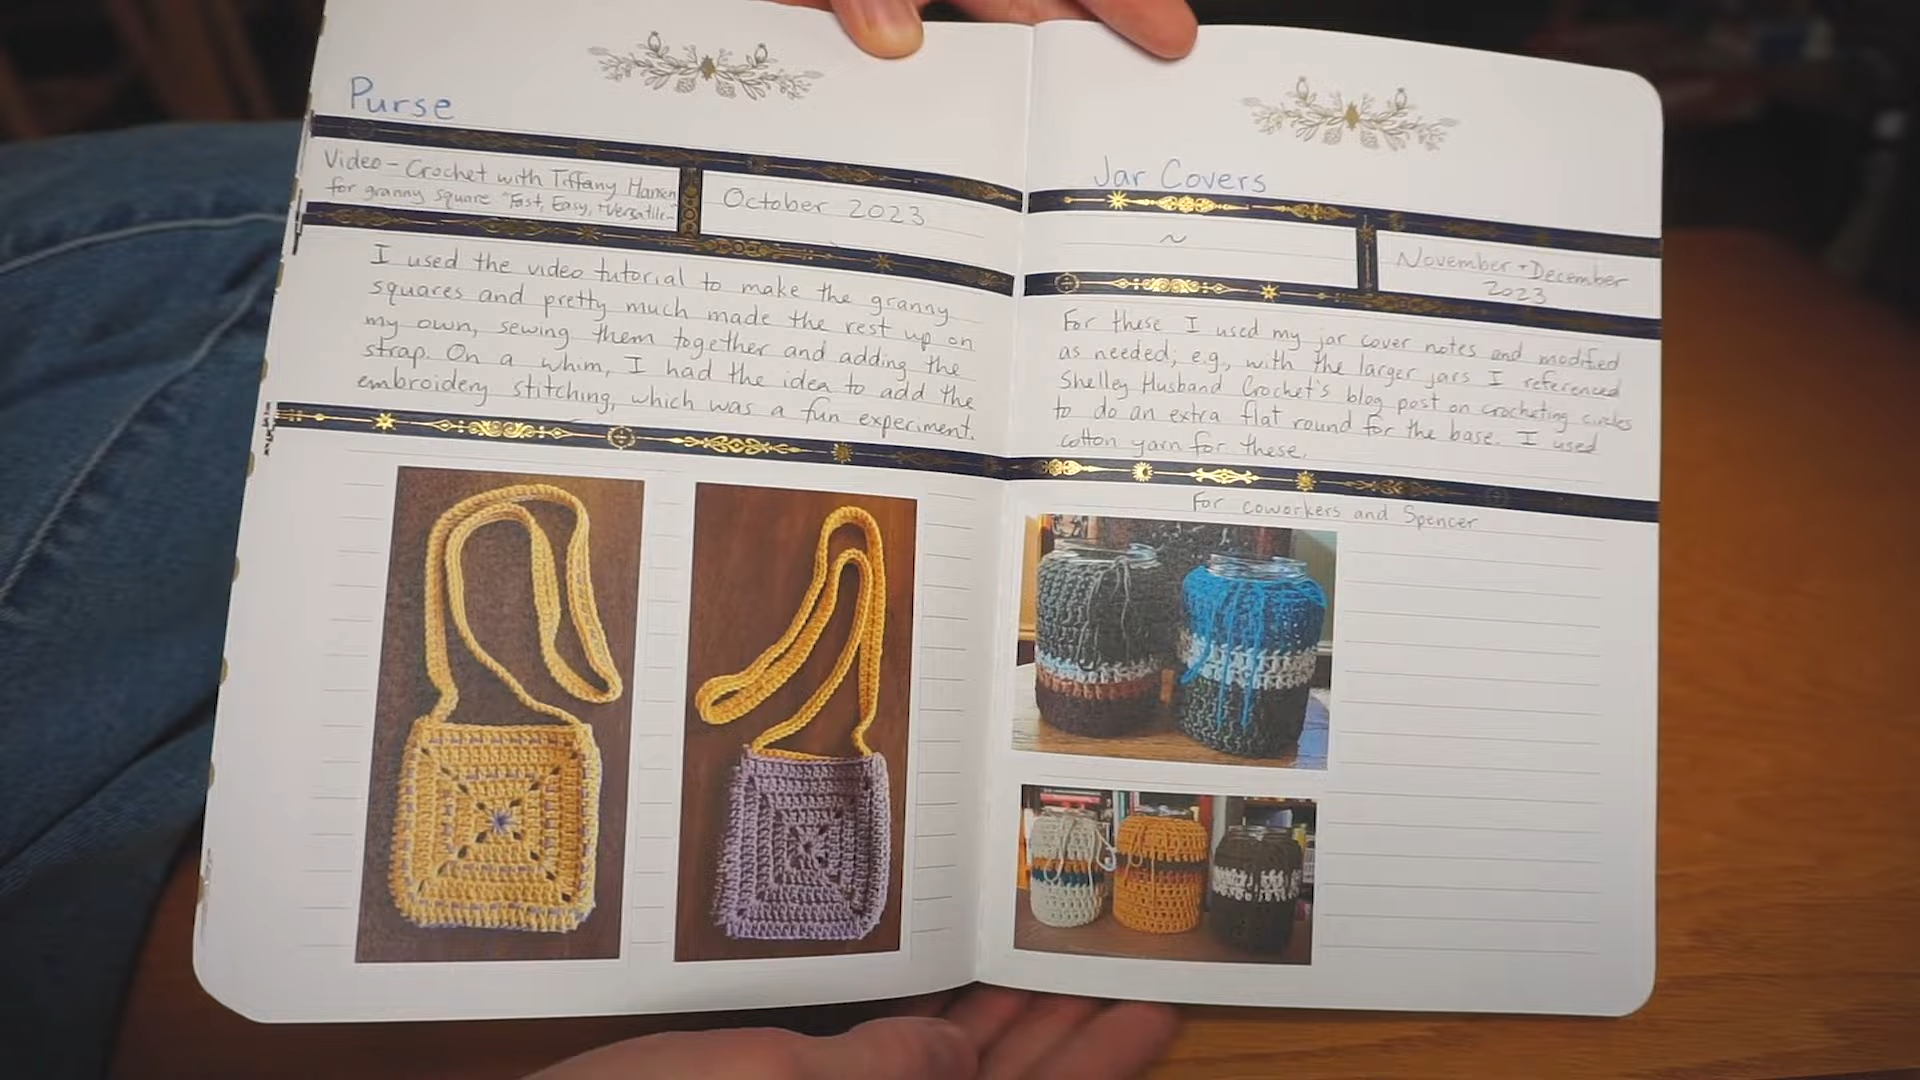 Purse
Video - Crochet with Tiffany Hansen
for granny square "Fast, Easy, + Versatile"
October 2023
I used the video tutorial to make the granny
squares and pretty much made the rest up on
my own, sewing them together and adding the
strap. On a whim, I had the idea to add the
embroidery stitching, which was a fun experiment.
Jar Covers
~
November + December
2023
For these I used my jar cover notes and modified
as needed; e.g., with the larger jars I referenced
Shelley Husband Crochet's blog post on crocheting circles
to do an extra flat round for the base. I used
cotton yarn for these.
For coworkers and Spencer